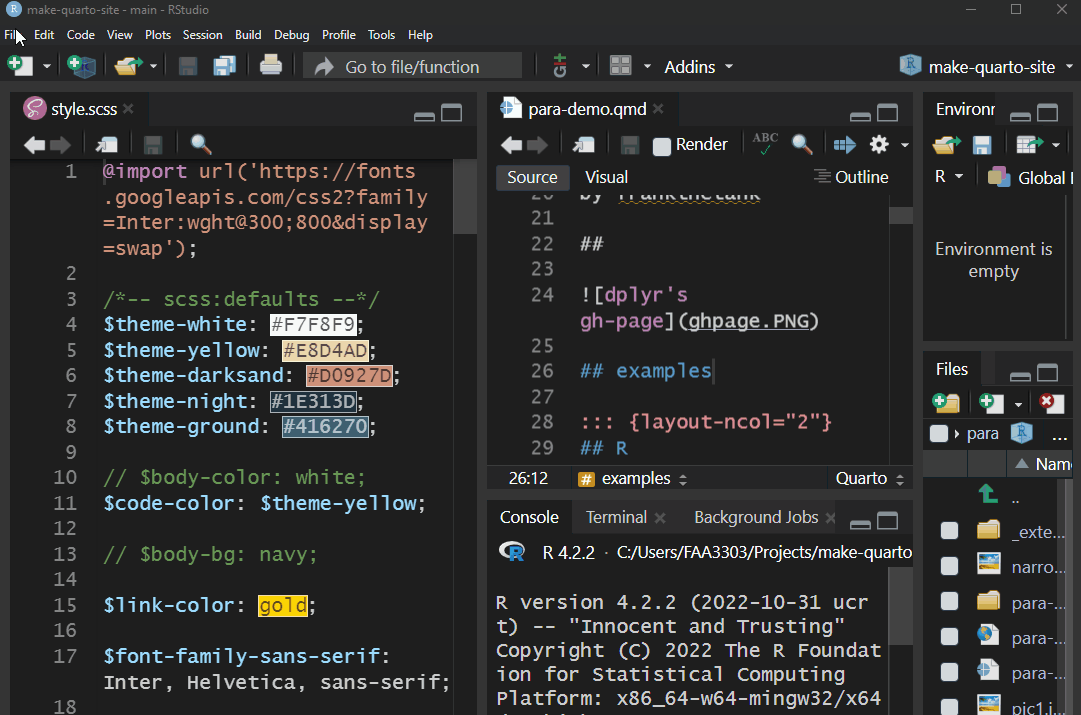 make-quarto-site - main - RStudio
File Edit Code View Plots Session Build Debug Profile Tools Help
Go to file/function
Addins
make-quarto-site
style.scss
1 @import url('https://fonts
.googleapis.com/css2?family
=Inter:wght@300;800&display
=swap');
2
3 /*-- scss:defaults --*/
4 $theme-white: #F7F8F9;
5 $theme-yellow: #E8D4AD;
6 $theme-darksand: #D0927D;
7 $theme-night: #1E313D;
8 $theme-ground: #416270;
9
10 // $body-color: white;
11 $code-color: $theme-yellow;
12
13 // $body-bg: navy;
14
15 $link-color: gold;
16
17 $font-family-sans-serif:
Inter, Helvetica, sans-serif;
18
para-demo.qmd
Render
ABC
Source Visual
Outline
20 by frankthetank
21
22 ##
23
24 ![dplyr's
gh-page](ghpage.PNG)
25
26 ## examples
27
28 ::: {layout-ncol="2"}
29 ## R
26:12 # examples Quarto
Console Terminal Background Jobs
R 4.2.2 · C:/Users/FAA3303/Projects/make-quarto
R version 4.2.2 (2022-10-31 ucr
t) -- "Innocent and Trusting"
Copyright (C) 2022 The R Foundat
ion for Statistical Computing
Platform: x86_64-w64-mingw32/x64
Environr
R Global
Environment is
empty
Files
para ...
Name
..
_exte...
narro...
para-...
para-...
para-...
pic1.j...